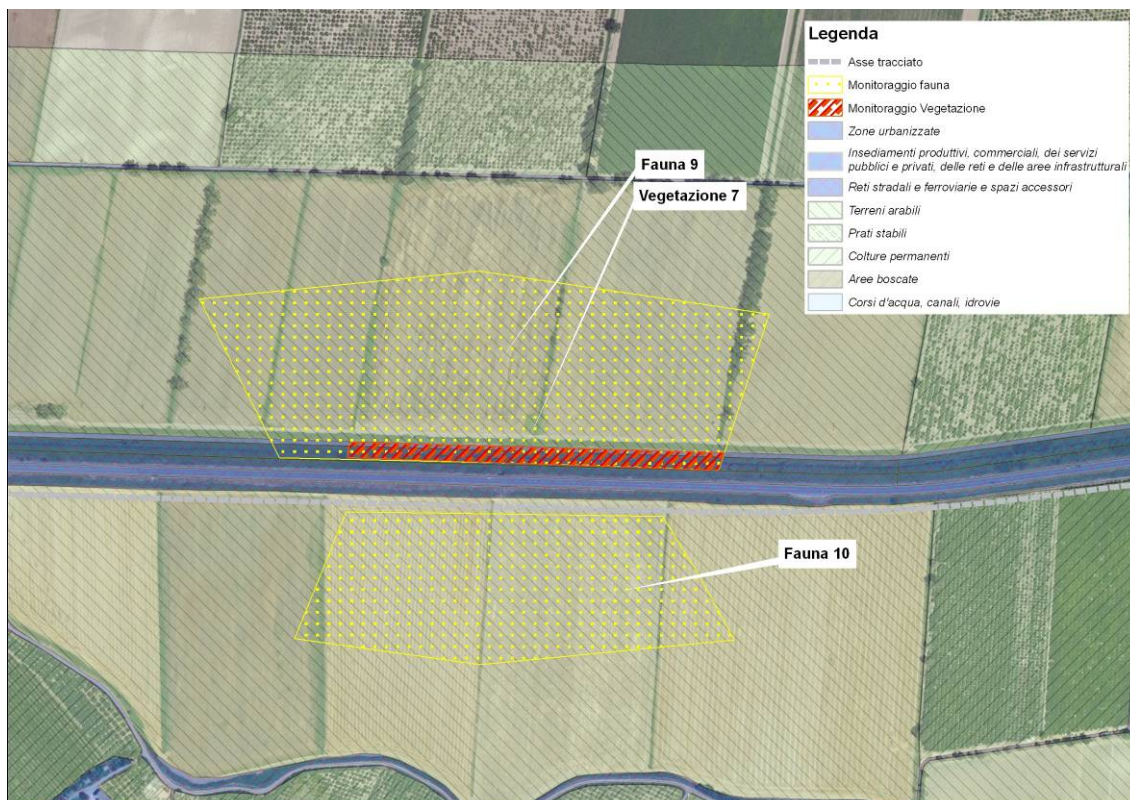 Legenda
Asse tracciato
Monitoraggio fauna
Monitoraggio Vegetazione
Zone urbanizzate
Insediamenti produttivi, commerciali, dei servizi
pubblici e privati, delle reti e delle aree infrastrutturali
Reti stradali e ferroviarie e spazi accessori
Terreni arabili
Prati stabili
Colture permanenti
Aree boscate
Corsi d'acqua, canali, idrovie
Fauna 9
Vegetazione 7
Fauna 10